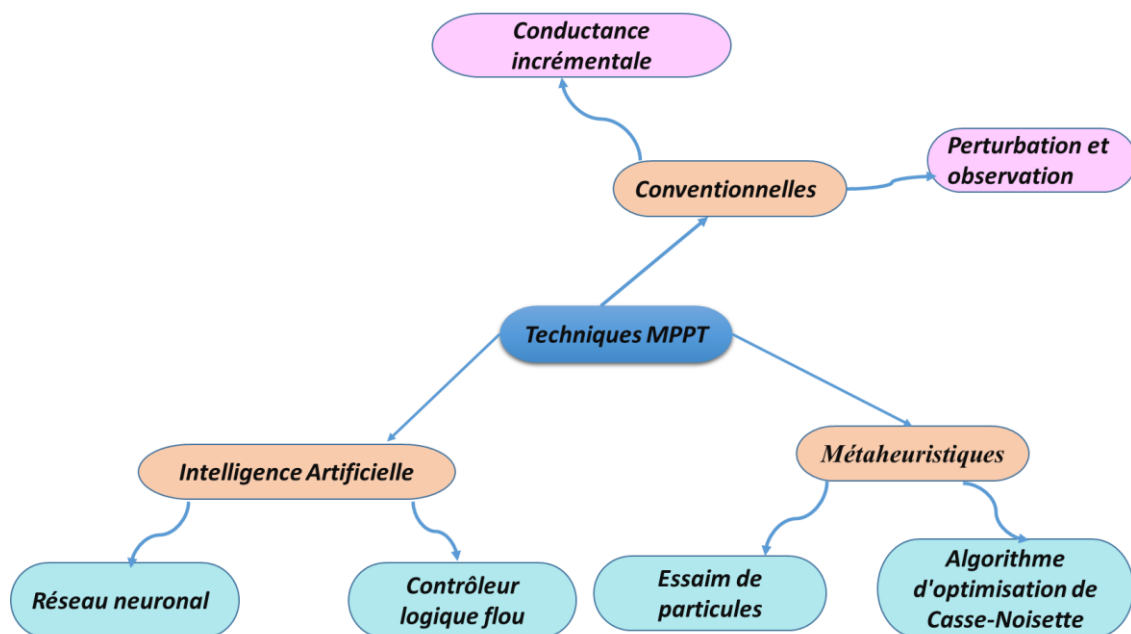 Conductance
incrémentale
Perturbation et
observation
Conventionnelles
Techniques MPPT
Intelligence Artificielle
Métaheuristiques
Réseau neuronal
Contrôleur
logique flou
Essaim de
particules
Algorithme
d'optimisation de
Casse-Noisette